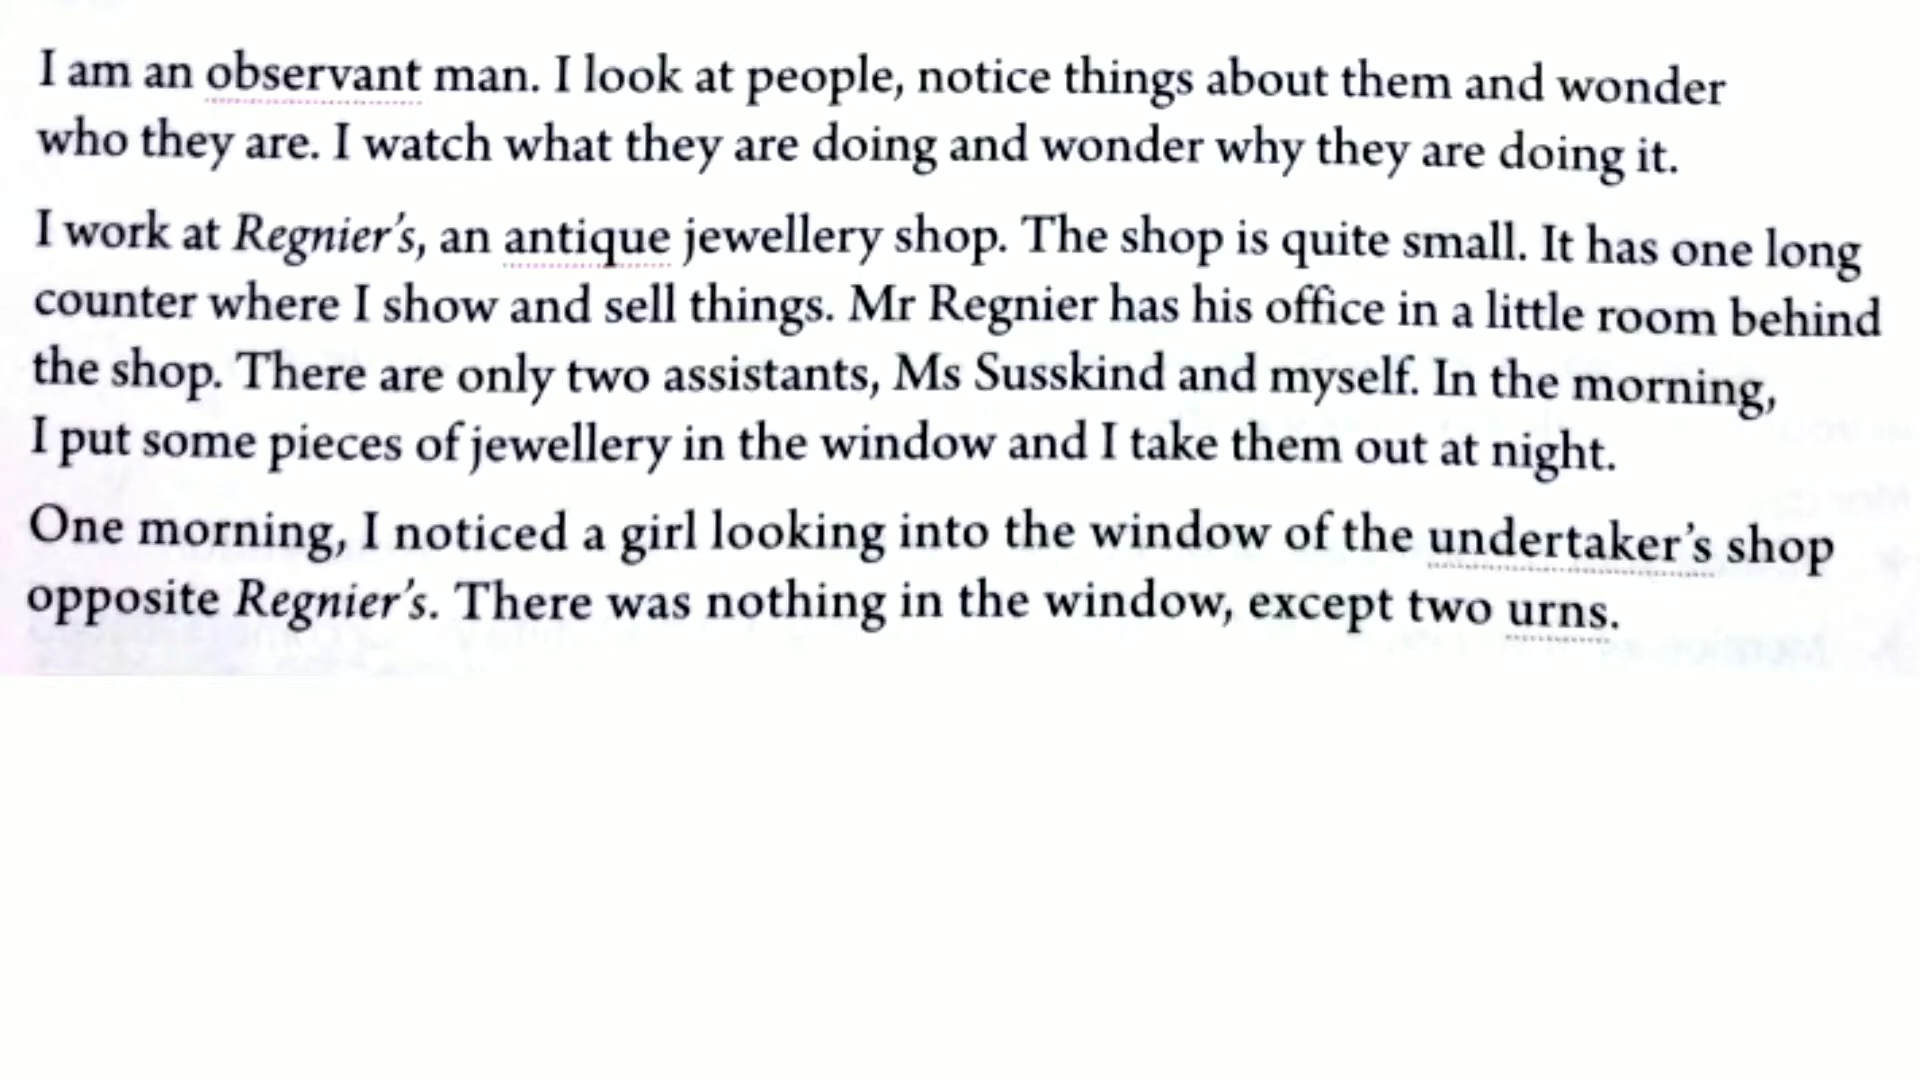 I am an observant man. I look at people, notice things about them and wonder
who they are. I watch what they are doing and wonder why they are doing it.
I work at Regnier's, an antique jewellery shop. The shop is quite small. It has one long
counter where I show and sell things. Mr Regnier has his office in a little room behind
the shop. There are only two assistants, Ms Susskind and myself. In the morning,
I put some pieces of jewellery in the window and I take them out at night.
One morning, I noticed a girl looking into the window of the undertaker's shop
opposite Regnier's. There was nothing in the window, except two urns.